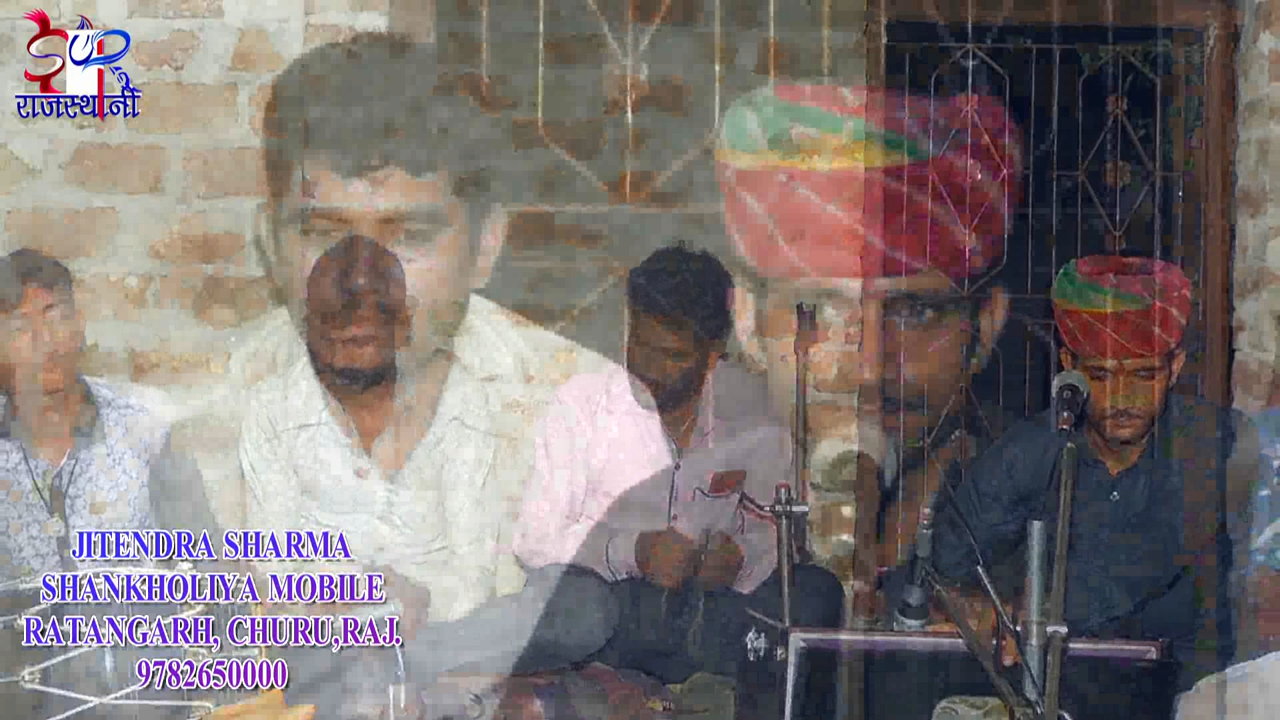 SUP
राजस्थानी
JITENDRA SHARMA
SHANKHOLIYA MOBILE
RATANGARH, CHURU,RAJ.
9782650000